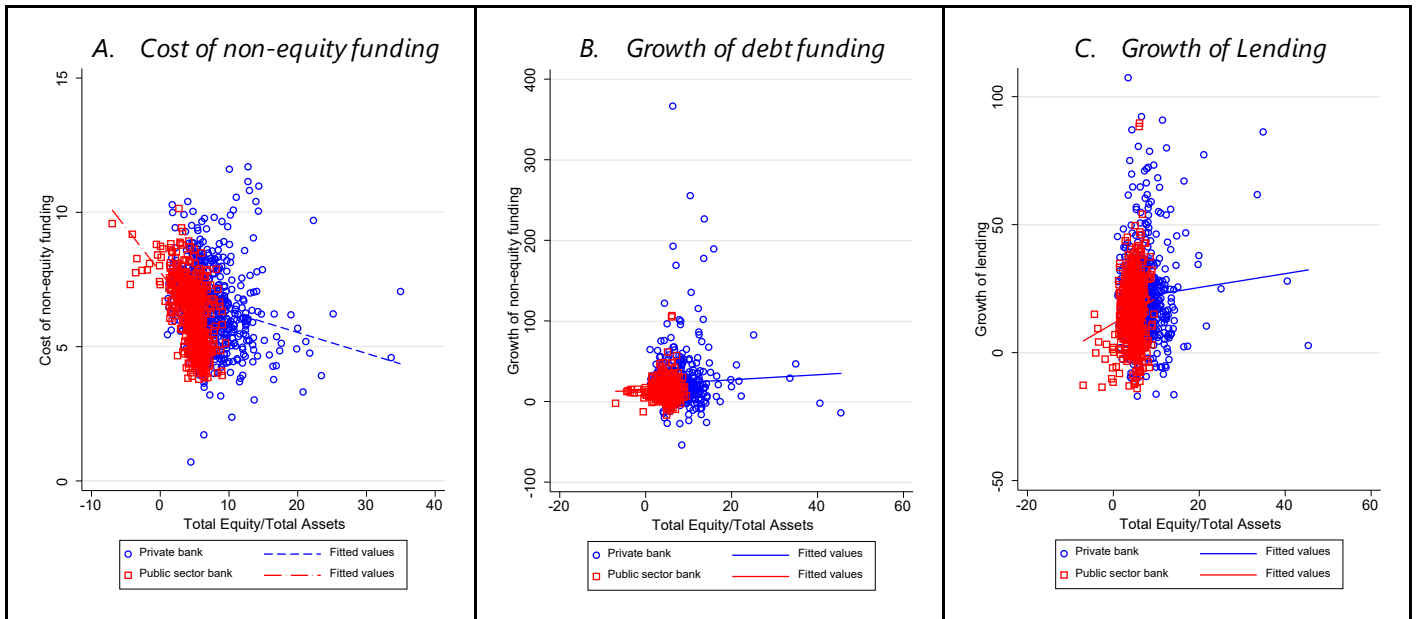 A. Cost of non-equity funding
15
10
5
0
Cost of non-equity funding
-10 0 10 20 30 40
Total Equity/Total Assets
Private bank Fitted values
Public sector bank Fitted values
B. Growth of debt funding
400
300
200
100
0
-100
Growth of non-equity funding
-20 0 20 40 60
Total Equity/Total Assets
Private bank Fitted values
Public sector bank Fitted values
C. Growth of Lending
100
50
0
-50
Growth of lending
-20 0 20 40 60
Total Equity/Total Assets
Private bank Fitted values
Public sector bank Fitted values